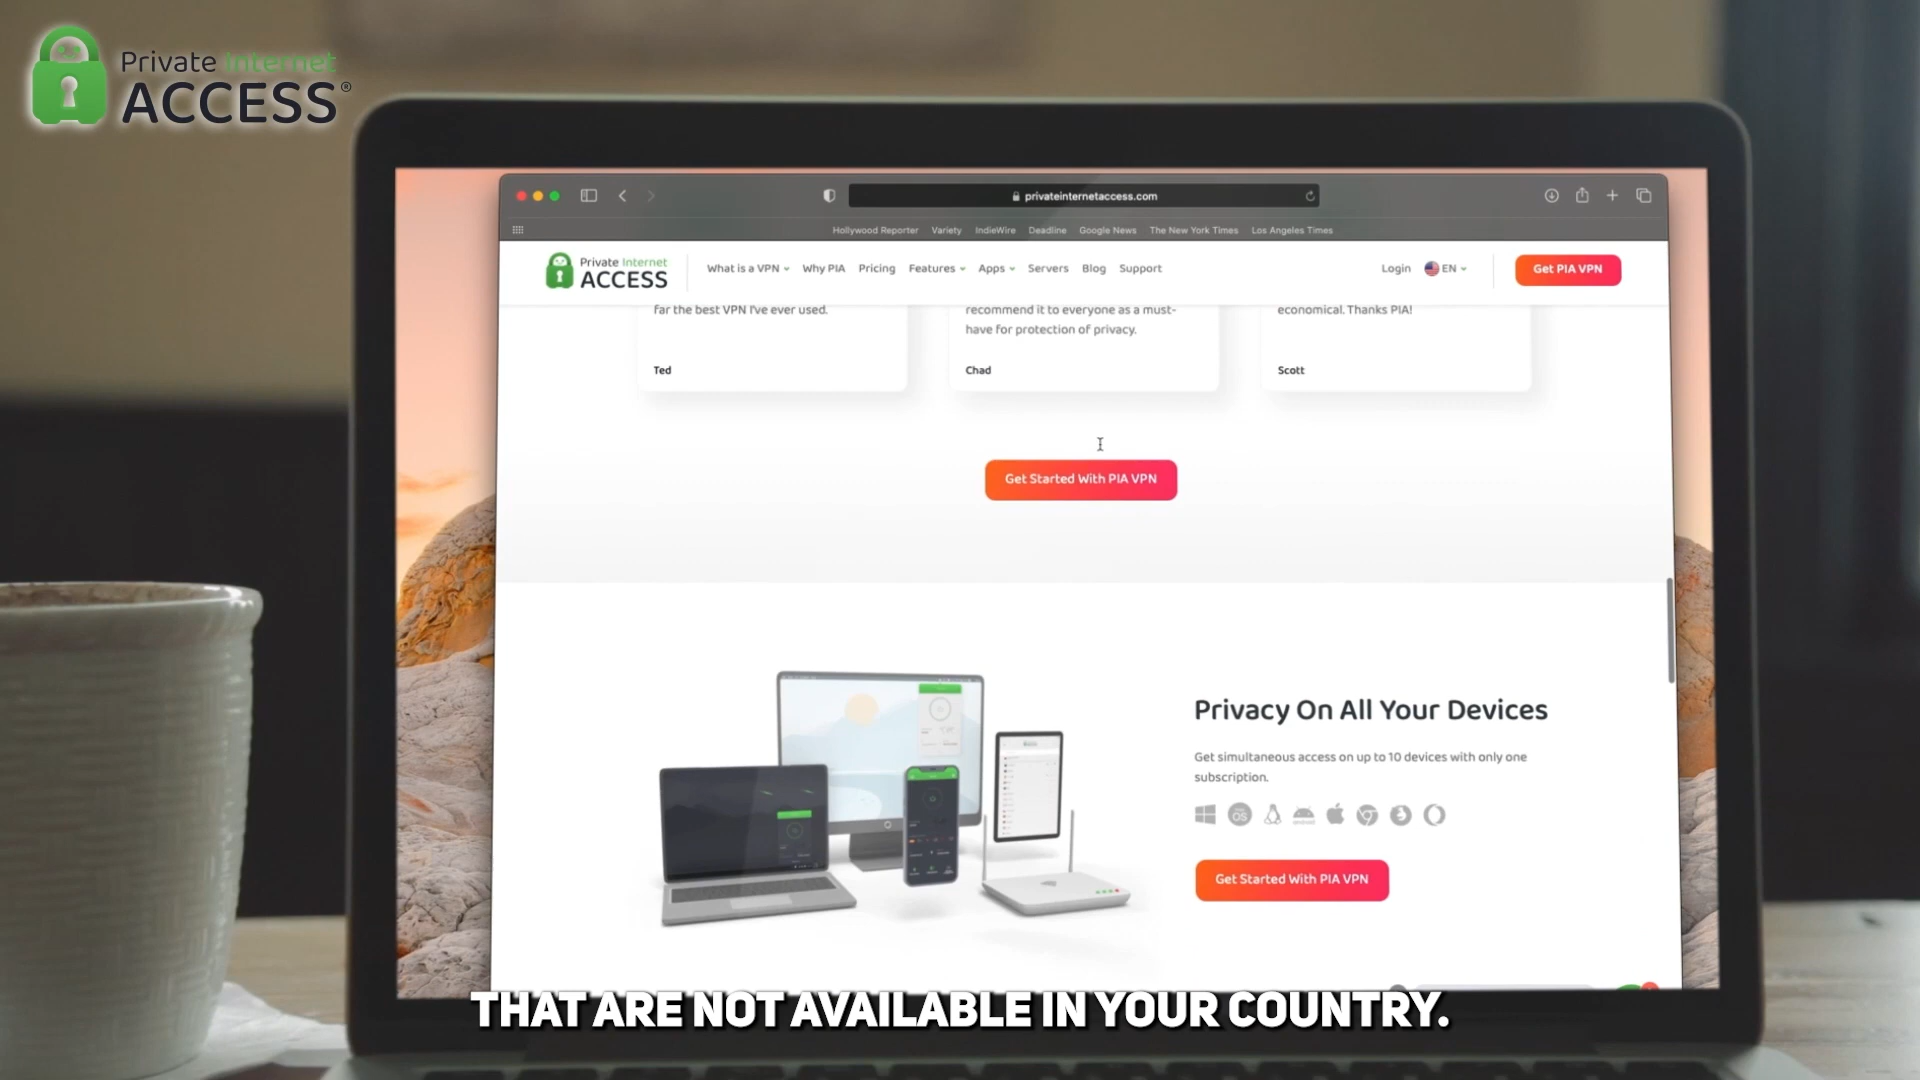 Private Internet
ACCESS®
privateinternetaccess.com
Hollywood Reporter Variety IndieWire Deadline Google News The New York Times Los Angeles Times
Private Internet
ACCESS
What is a VPN Why PIA Pricing Features Apps Servers Blog Support Login EN Get PIA VPN
far the best VPN I've ever used.
Ted
recommend it to everyone as a must-
have for protection of privacy.
Chad
economical. Thanks PIA!
Scott
Get Started With PIA VPN
Privacy On All Your Devices
Get simultaneous access on up to 10 devices with only one
subscription.
Get Started With PIA VPN
THAT ARE NOT AVAILABLE IN YOUR COUNTRY.